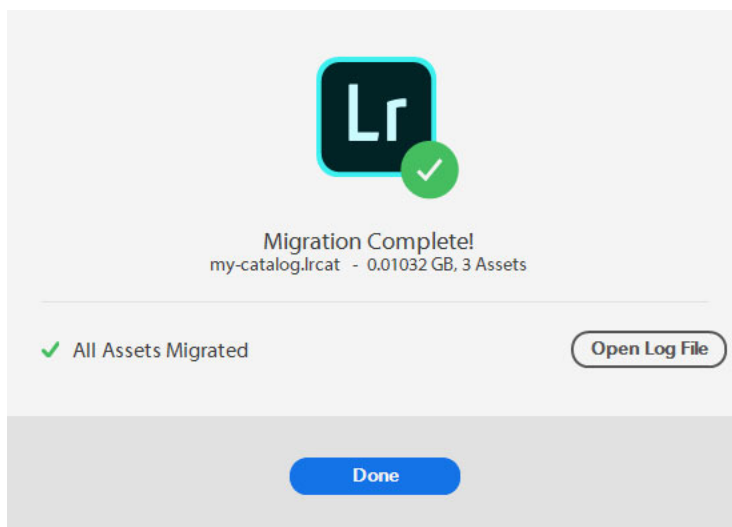 Lr
Migration Complete!
my-catalog.lrcat - 0.01032 GB, 3 Assets
All Assets Migrated
Open Log File
Done